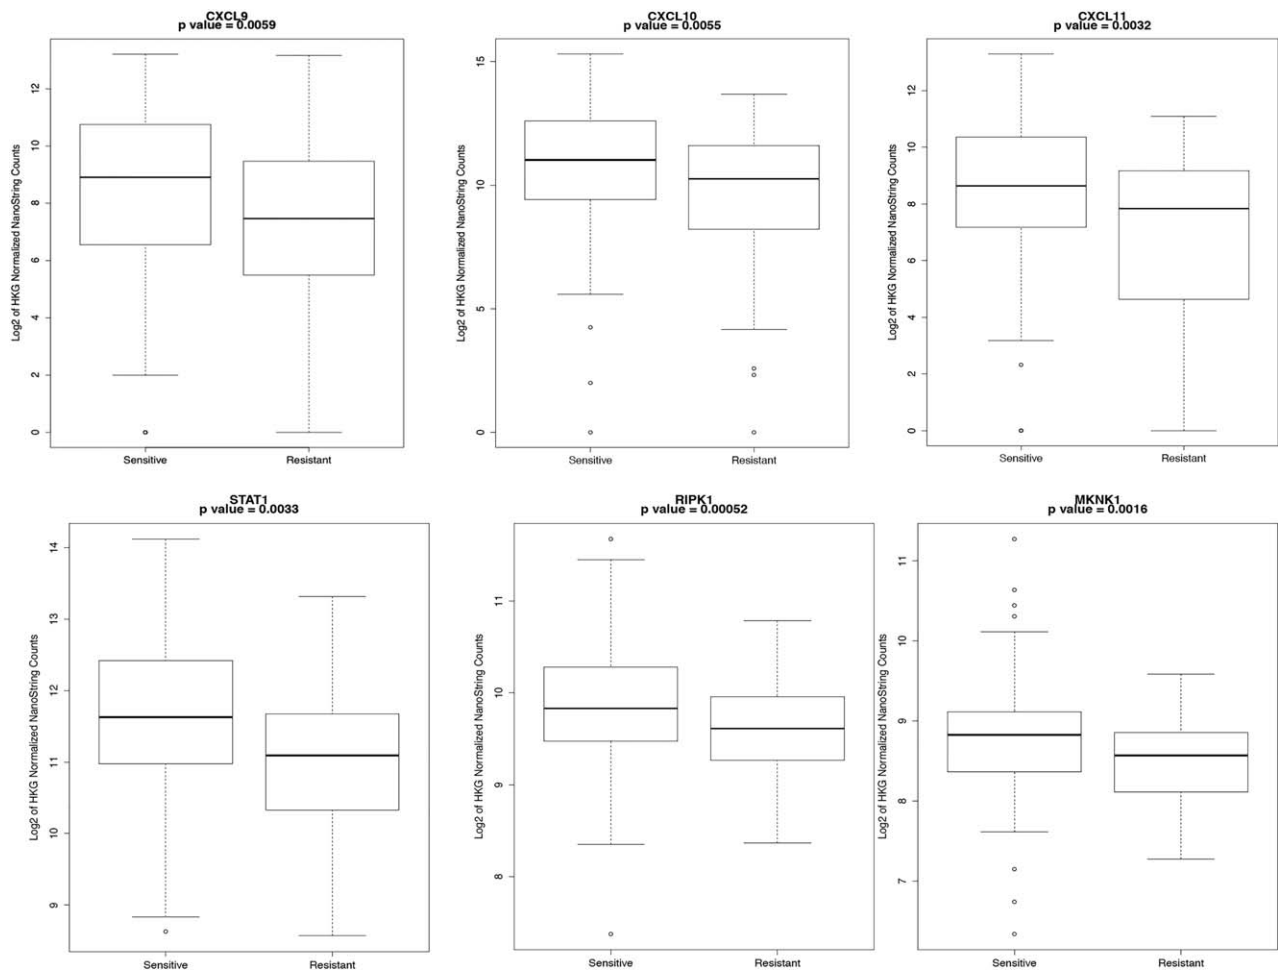 CXCL9
p value = 0.0059
Log2 of HKG Normalized NanoString Counts
12
10
8
6
4
2
0
Sensitive Resistant
CXCL10
p value = 0.0055
Log2 of HKG Normalized NanoString Counts
15
10
5
0
Sensitive Resistant
CXCL11
p value = 0.0032
Log2 of HKG Normalized NanoString Counts
12
10
8
6
4
2
0
Sensitive Resistant
STAT1
p value = 0.0033
Log2 of HKG Normalized NanoString Counts
14
13
12
11
10
9
Sensitive Resistant
RIPK1
p value = 0.00052
Log2 of HKG Normalized NanoString Counts
11
10
9
8
Sensitive Resistant
MKNK1
p value = 0.0016
Log2 of HKG Normalized NanoString Counts
11
10
9
8
7
Sensitive Resistant